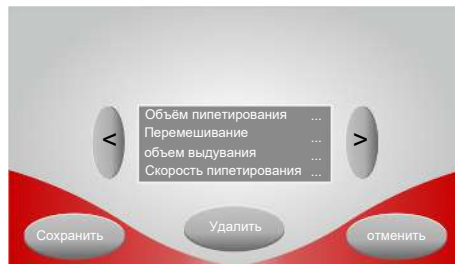 Объём пипетирования ...
< Перемешивание ... >
объем выдувания ...
Скорость пипетирования ...
Сохранить Удалить отменить